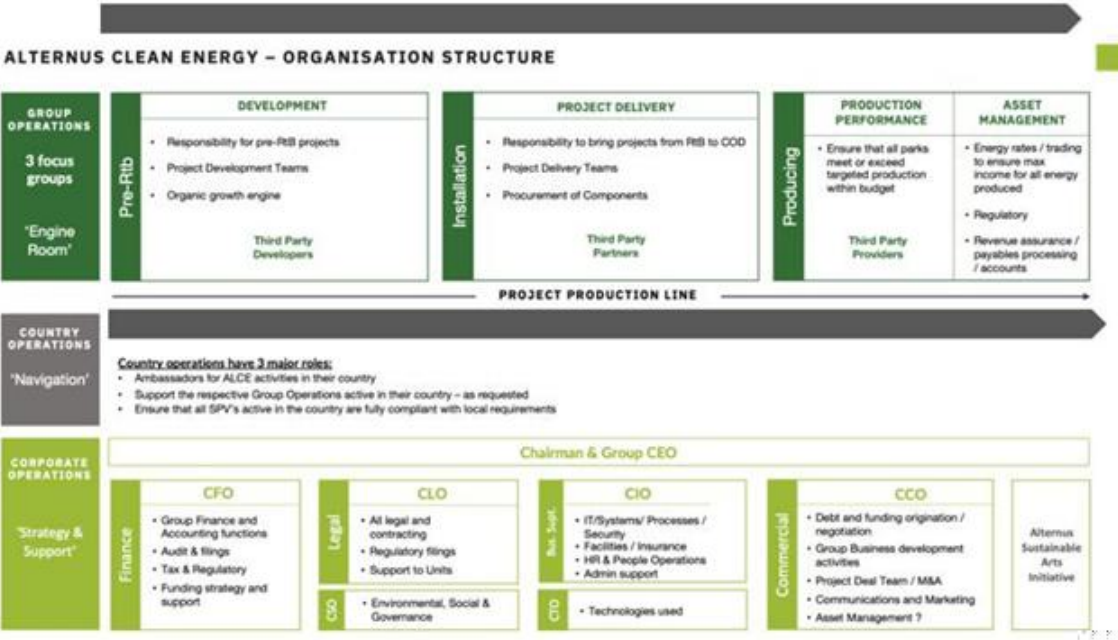 ALTERNUS CLEAN ENERGY – ORGANISATION STRUCTURE
GROUP
OPERATIONS
3 focus
groups
'Engine
Room'
Pre-Rtb
DEVELOPMENT
• Responsibility for pre-RtB projects
• Project Development Teams
• Organic growth engine
Third Party
Developers
Installation
PROJECT DELIVERY
• Responsibility to bring projects from RtB to COD
• Project Delivery Teams
• Procurement of Components
Third Party
Partners
Producing
PRODUCTION
PERFORMANCE
• Ensure that all parks
meet or exceed
targeted production
within budget
Third Party
Providers
ASSET
MANAGEMENT
• Energy rates / trading
to ensure max
income for all energy
produced
• Regulatory
• Revenue assurance /
payables processing
/ accounts
PROJECT PRODUCTION LINE
COUNTRY
OPERATIONS
'Navigation'
Country operations have 3 major roles:
• Ambassadors for ALCE activities in their country
• Support the respective Group Operations active in their country – as requested
• Ensure that all SPV's active in the country are fully compliant with local requirements
CORPORATE
OPERATIONS
'Strategy &
Support'
Chairman & Group CEO
Finance
CFO
• Group Finance and
Accounting functions
• Audit & filings
• Tax & Regulatory
• Funding strategy and
support
Legal
CLO
• All legal and
contracting
• Regulatory filings
• Support to Units
CSO
• Environmental, Social &
Governance
Bus. Supt.
CIO
• IT/Systems/ Processes /
Security
• Facilities / Insurance
• HR & People Operations
• Admin support
CTO
• Technologies used
Commercial
CCO
• Debt and funding origination /
negotiation
• Group Business development
activities
• Project Deal Team / M&A
• Communications and Marketing
• Asset Management ?
Alternus
Sustainable
Arts
Initiative